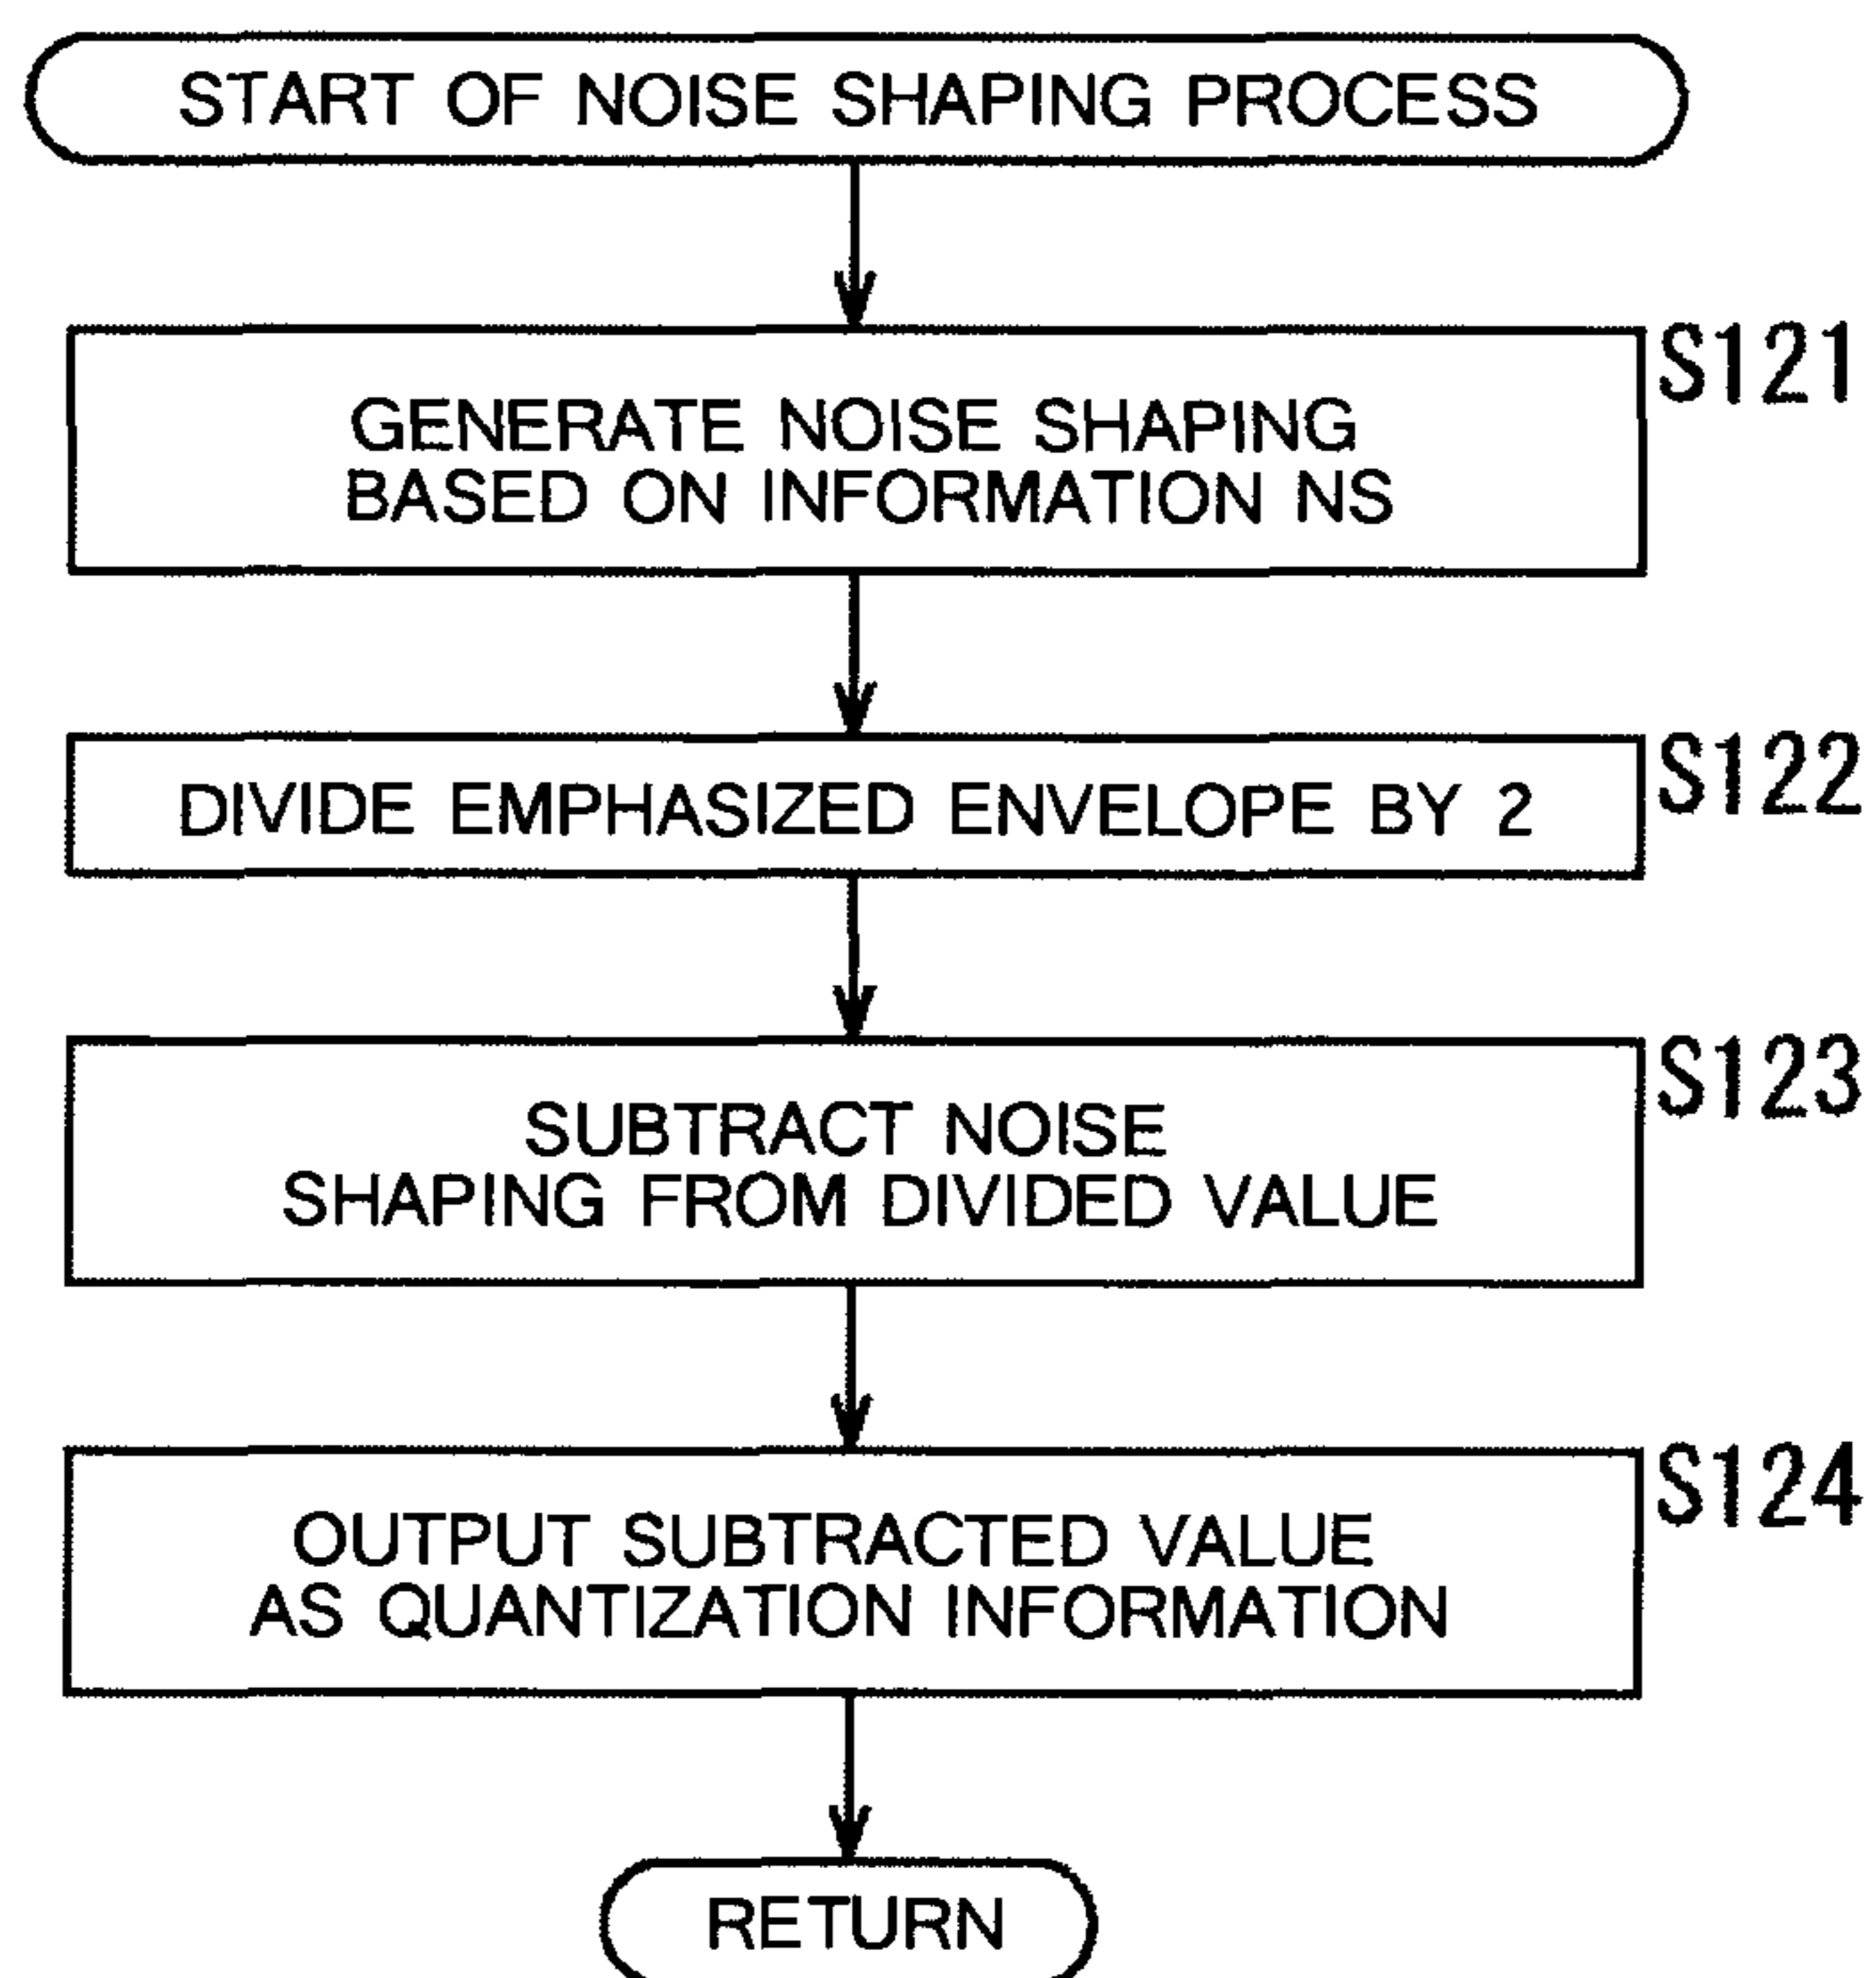 START OF NOISE SHAPING PROCESS
S121
GENERATE NOISE SHAPING
BASED ON INFORMATION NS
S122
DIVIDE EMPHASIZED ENVELOPE BY 2
S123
SUBTRACT NOISE
SHAPING FROM DIVIDED VALUE
S124
OUTPUT SUBTRACTED VALUE
AS QUANTIZATION INFORMATION
RETURN